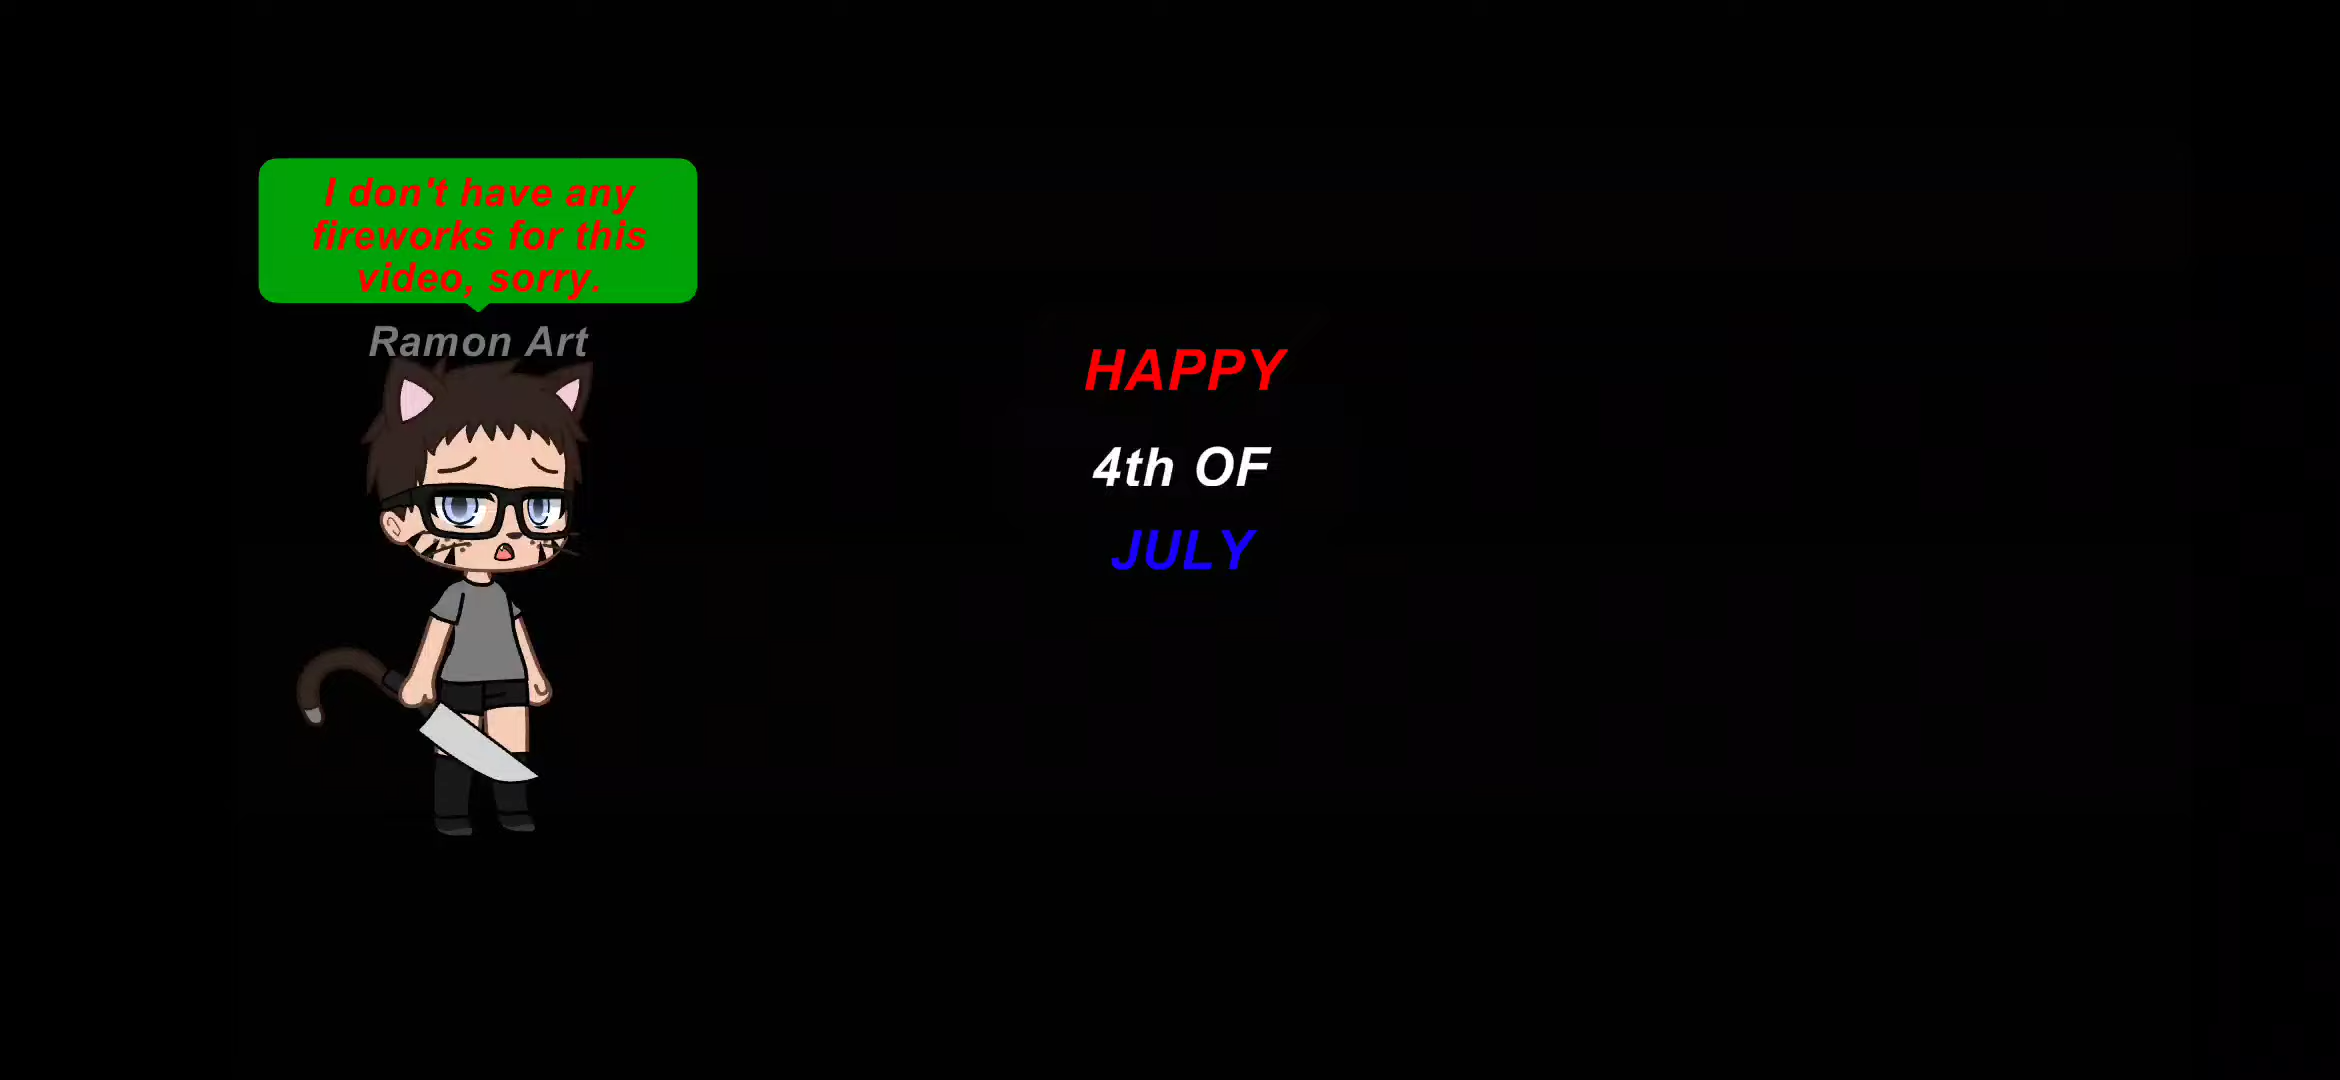 I don't have any
fireworks for this
video, sorry.
Ramon Art
HAPPY
4th OF
JULY